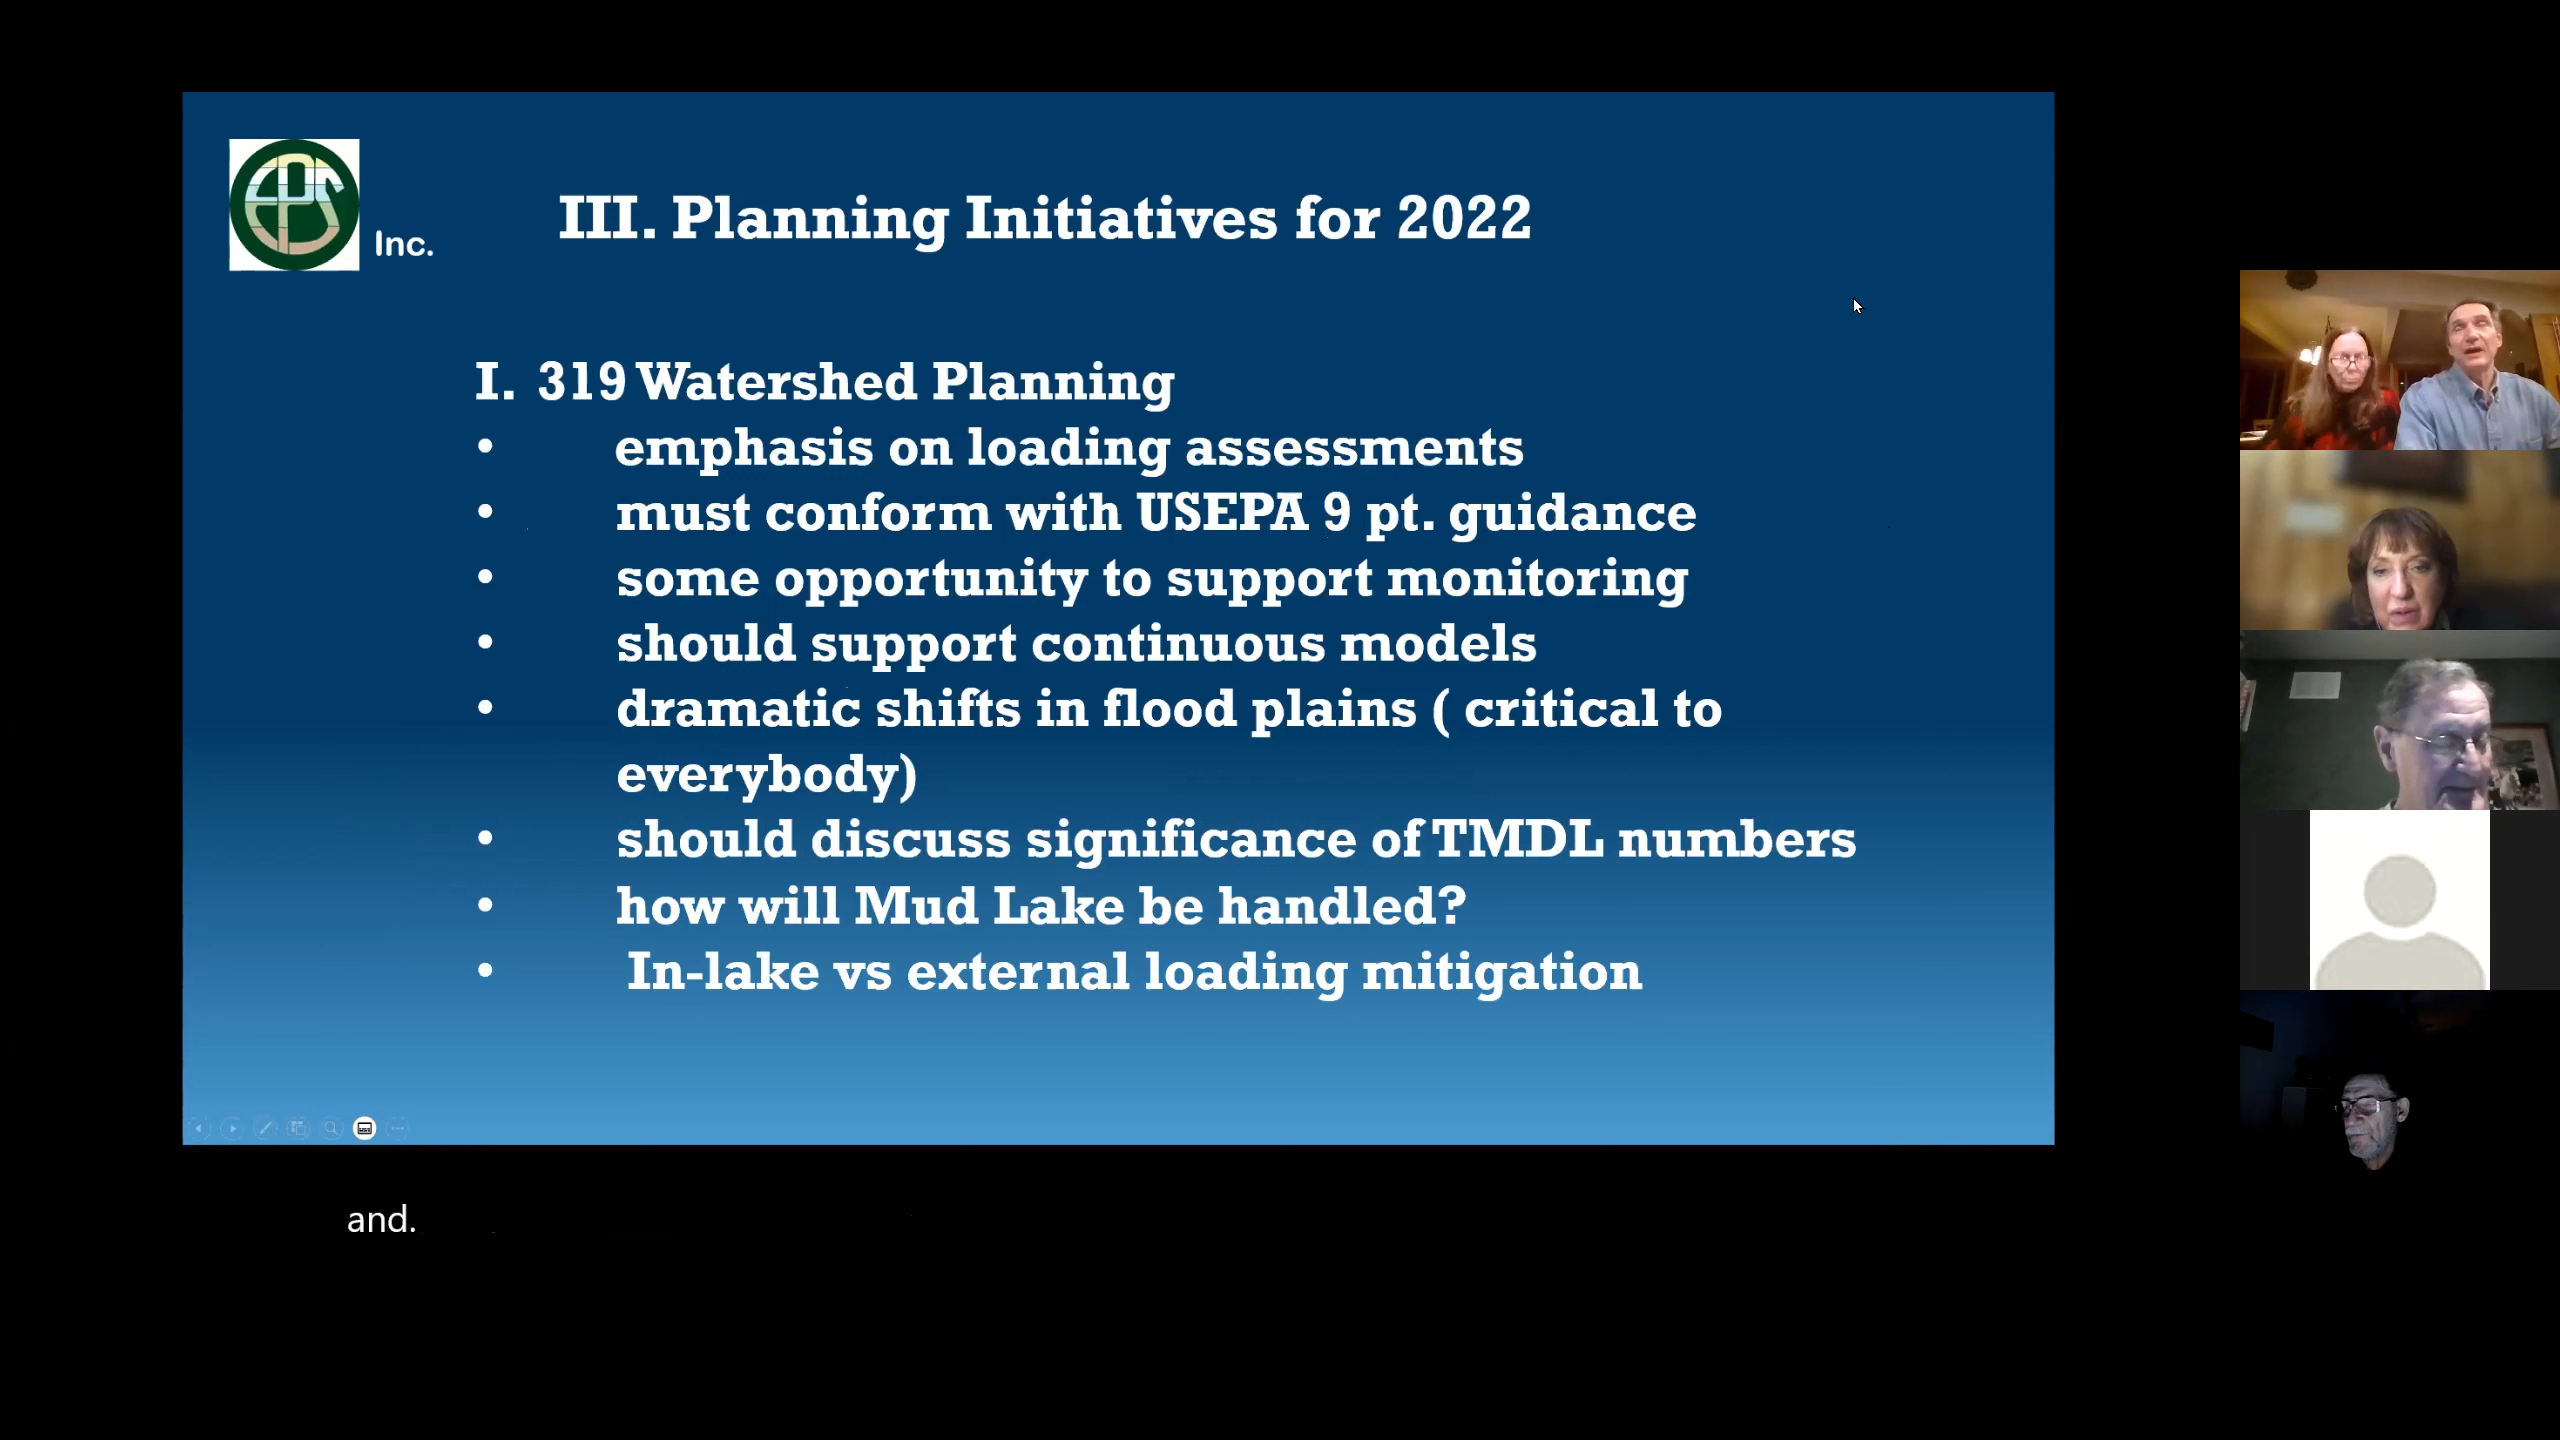 EPS
Inc.
III. Planning Initiatives for 2022
I. 319 Watershed Planning
• emphasis on loading assessments
• must conform with USEPA 9 pt. guidance
• some opportunity to support monitoring
• should support continuous models
• dramatic shifts in flood plains ( critical to
everybody)
• should discuss significance of TMDL numbers
• how will Mud Lake be handled?
• In-lake vs external loading mitigation
and.